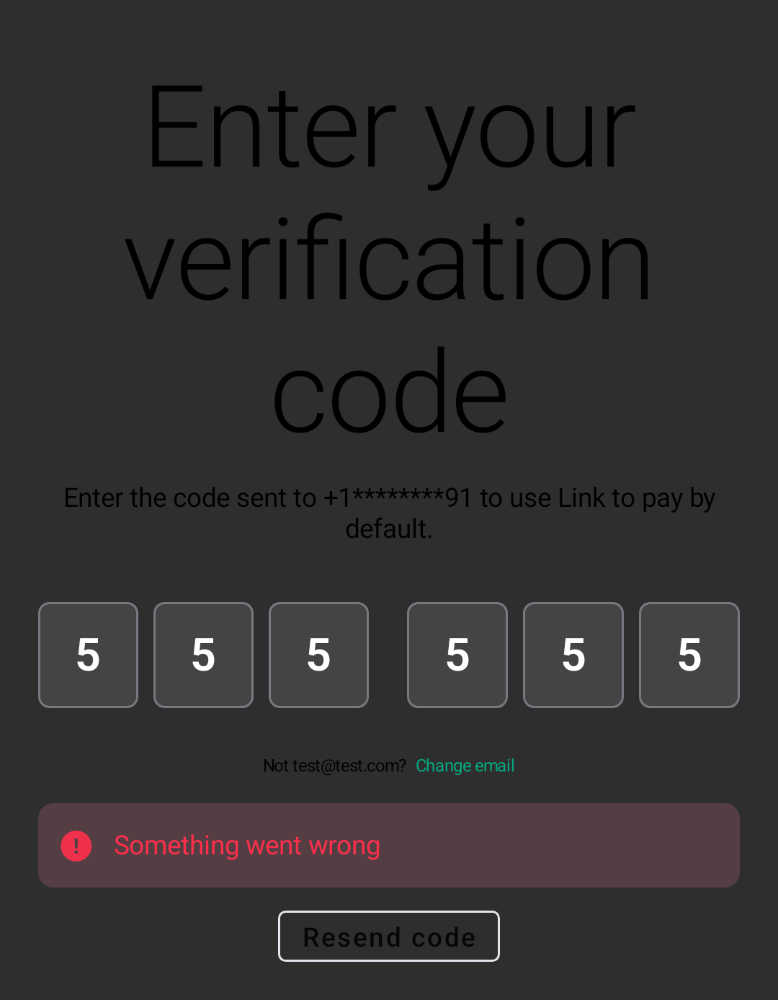 Enter your
verification
code
Enter the code sent to +1********91 to use Link to pay by
default.
5 5 5 5 5 5
Not test@test.com? Change email
Something went wrong
Resend code